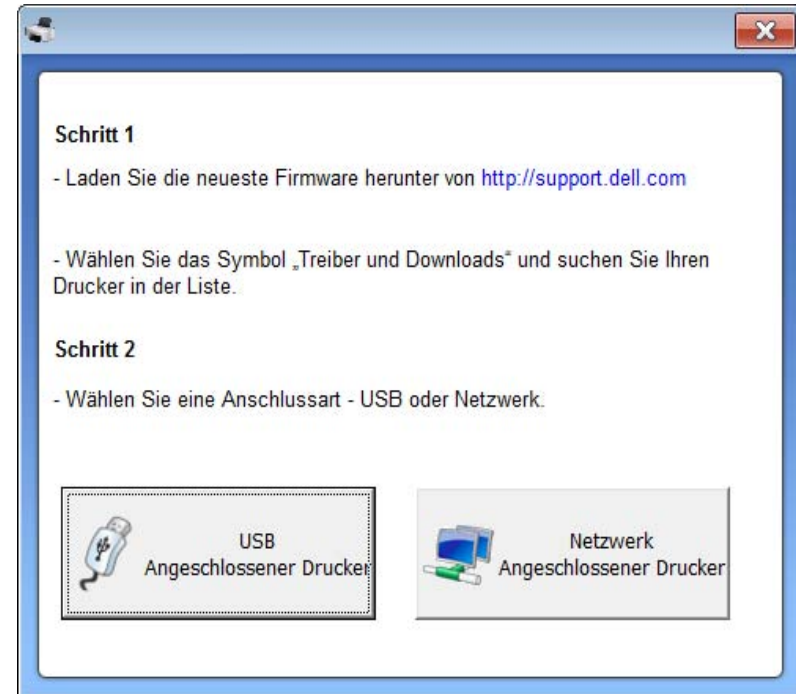 Schritt 1
- Laden Sie die neueste Firmware herunter von http://support.dell.com
- Wählen Sie das Symbol „Treiber und Downloads“ und suchen Sie Ihren
Drucker in der Liste.
Schritt 2
- Wählen Sie eine Anschlussart - USB oder Netzwerk.
USB
Angeschlossener Drucker
Netzwerk
Angeschlossener Drucker